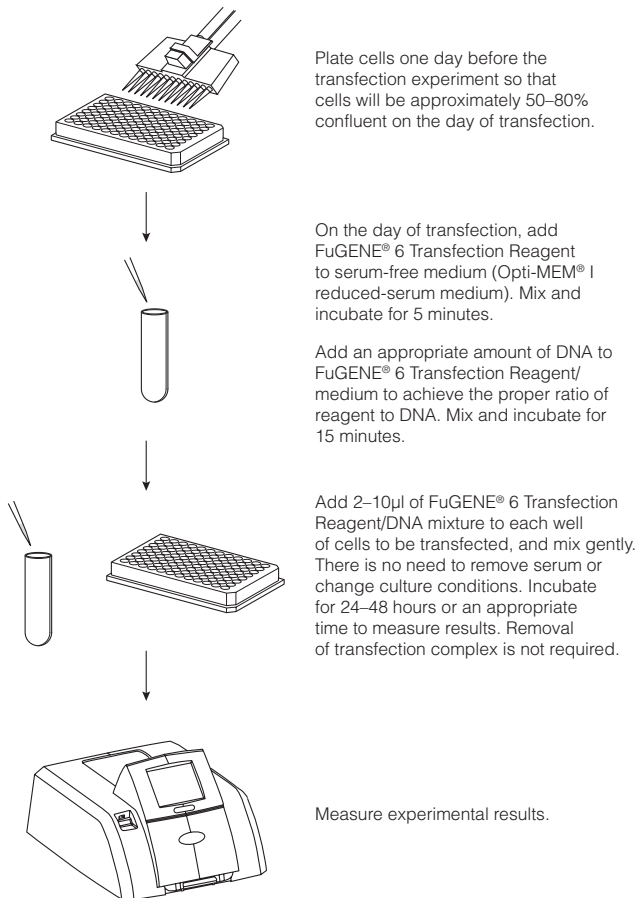 Plate cells one day before the
transfection experiment so that
cells will be approximately 50–80%
confluent on the day of transfection.
On the day of transfection, add
FuGENE® 6 Transfection Reagent
to serum-free medium (Opti-MEM® I
reduced-serum medium). Mix and
incubate for 5 minutes.
Add an appropriate amount of DNA to
FuGENE® 6 Transfection Reagent/
medium to achieve the proper ratio of
reagent to DNA. Mix and incubate for
15 minutes.
Add 2–10µl of FuGENE® 6 Transfection
Reagent/DNA mixture to each well
of cells to be transfected, and mix gently.
There is no need to remove serum or
change culture conditions. Incubate
for 24–48 hours or an appropriate
time to measure results. Removal
of transfection complex is not required.
Measure experimental results.